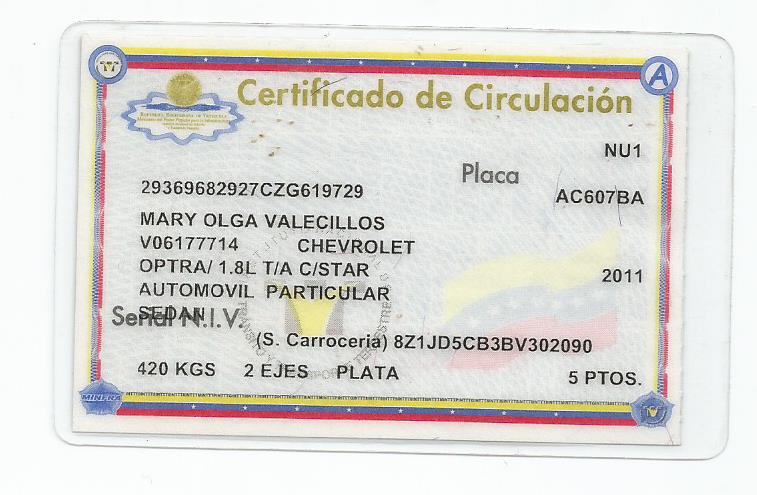 Certificado de Circulación
REPÚBLICA BOLIVARIANA DE VENEZUELA
NU1
Placa
29369682927CZG619729
AC607BA
MARY OLGA VALECILLOS
V06177714 CHEVROLET
OPTRA/ 1.8L T/A C/STAR
2011
AUTOMOVIL PARTICULAR
SEDAN
Serial N.I.V.
(S. Carroceria) 8Z1JD5CB3BV302090
420 KGS 2 EJES PLATA 5 PTOS.
MINFRA
A